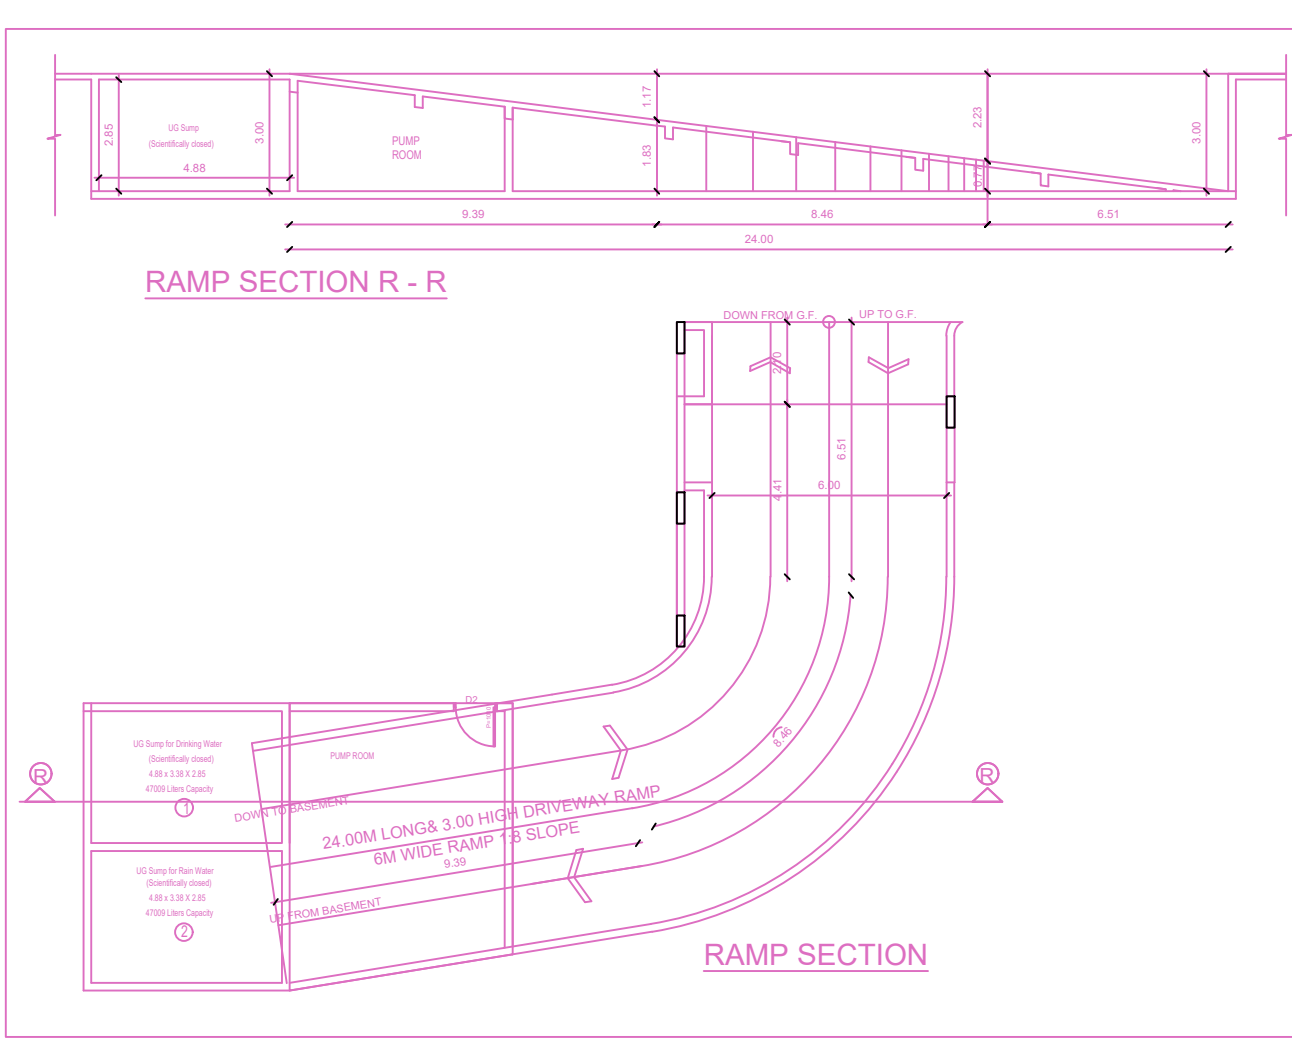 1.17
2.23
2.85
UG Sump
(Scientifically closed)
3.00
PUMP
ROOM
1.83
3.00
4.88
0.77
9.39
8.46
6.51
24.00
RAMP SECTION R - R
DOWN FROM G.F.
UP TO G.F.
2.10
6.51
4.41
6.00
D2
UG Sump for Drinking Water
(Scientifically closed)
4.88 x 3.38 X 2.85
47009 Liters Capacity
1
PUMP ROOM
8.46
R
R
DOWN TO BASEMENT
24.00M LONG& 3.00 HIGH DRIVEWAY RAMP
6M WIDE RAMP 1:8 SLOPE
9.39
UG Sump for Rain Water
(Scientifically closed)
4.88 x 3.38 X 2.85
47009 Liters Capacity
2
UP FROM BASEMENT
RAMP SECTION